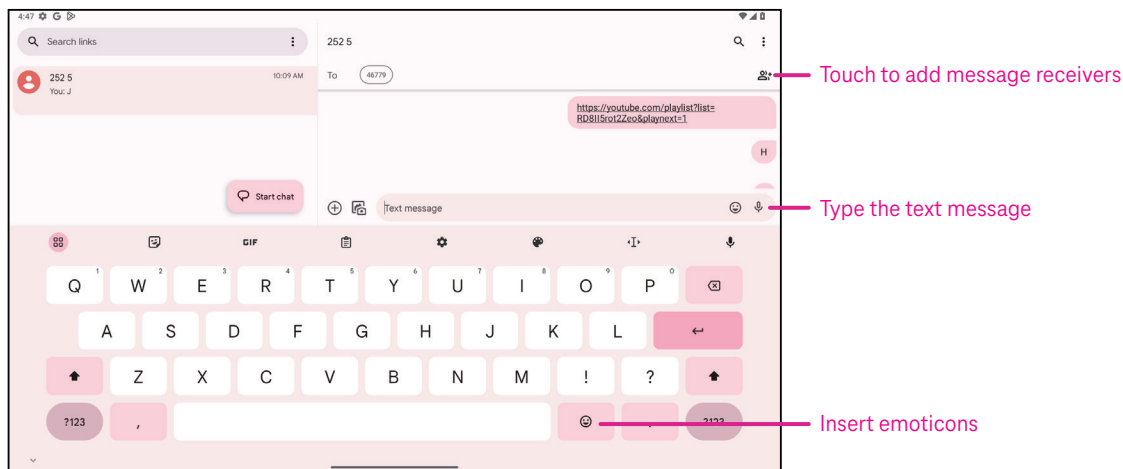 4:47 G
Search links
252 5
10:09 AM
You: J
Start chat
252 5
To 46779
https://youtube.com/playlist?list=
RD8II5rot2Zeo&playnext=1
H
Text message
GIF
Q 1 W 2 E 3 R 4 T 5 Y 6 U 7 I 8 O 9 P 0
A S D F G H J K L
Z X C V B N M ! ?
?123 , . ?123
Touch to add message receivers
Type the text message
Insert emoticons